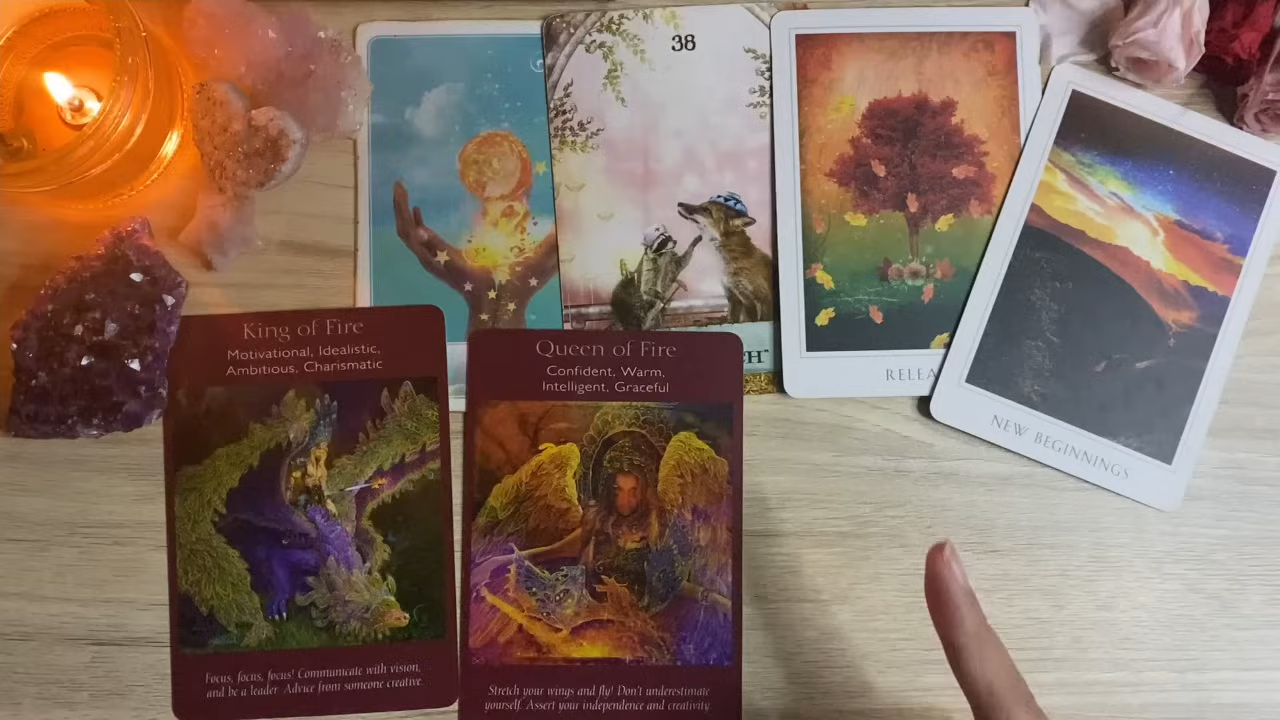 38
RELEA
NEW BEGINNINGS
King of Fire
Motivational, Idealistic,
Ambitious, Charismatic
Focus, focus, focus! Communicate with vision,
and be a leader. Advice from someone creative.
Queen of Fire
Confident, Warm,
Intelligent, Graceful
Stretch your wings and fly! Don't underestimate
yourself. Assert your independence and creativity.